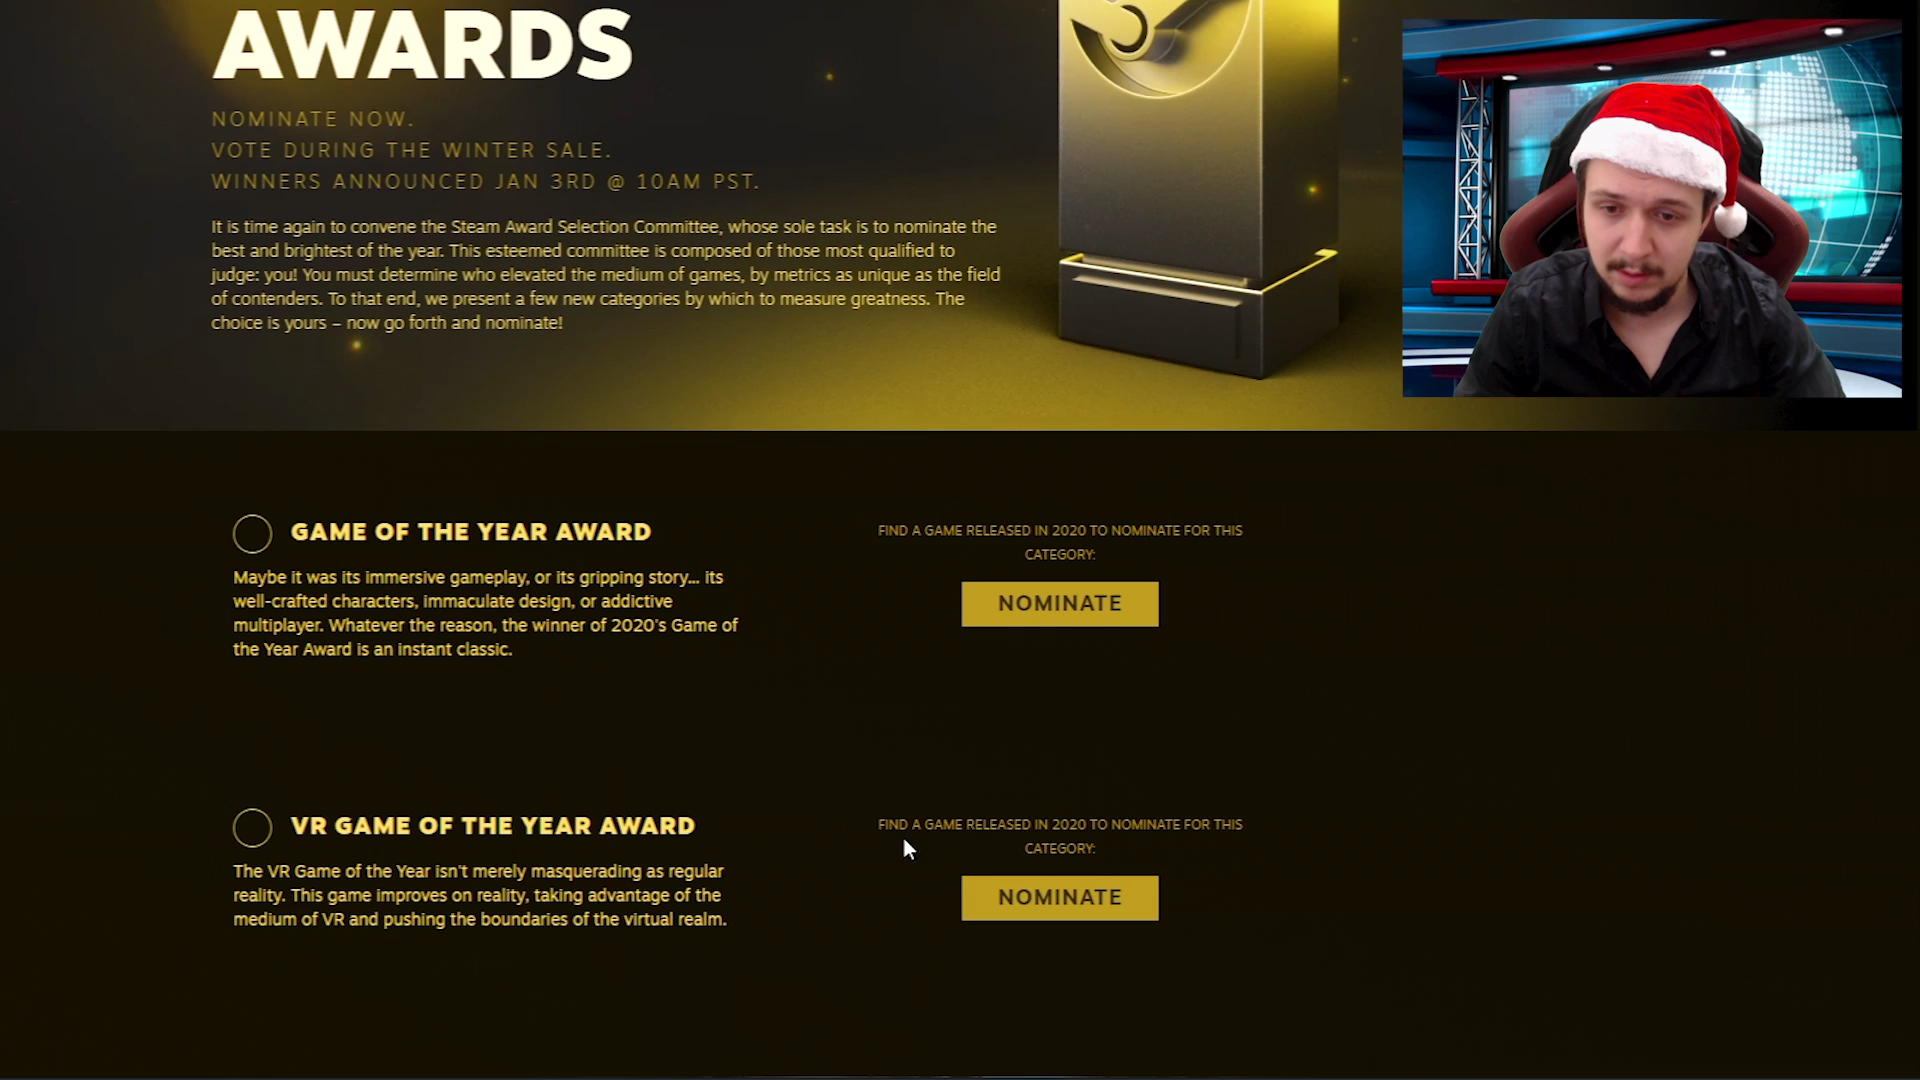 AWARDS
NOMINATE NOW.
VOTE DURING THE WINTER SALE.
WINNERS ANNOUNCED JAN 3RD @ 10AM PST.
It is time again to convene the Steam Award Selection Committee, whose sole task is to nominate the
best and brightest of the year. This esteemed committee is composed of those most qualified to
judge: you! You must determine who elevated the medium of games, by metrics as unique as the field
of contenders. To that end, we present a few new categories by which to measure greatness. The
choice is yours – now go forth and nominate!
GAME OF THE YEAR AWARD
Maybe it was its immersive gameplay, or its gripping story... its
well-crafted characters, immaculate design, or addictive
multiplayer. Whatever the reason, the winner of 2020's Game of
the Year Award is an instant classic.
FIND A GAME RELEASED IN 2020 TO NOMINATE FOR THIS
CATEGORY:
NOMINATE
VR GAME OF THE YEAR AWARD
The VR Game of the Year isn't merely masquerading as regular
reality. This game improves on reality, taking advantage of the
medium of VR and pushing the boundaries of the virtual realm.
FIND A GAME RELEASED IN 2020 TO NOMINATE FOR THIS
CATEGORY:
NOMINATE